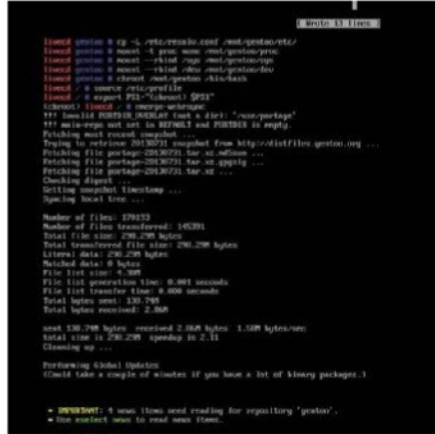 [ Wrote 13 lines ]
livecd gentoo # cp -L /etc/resolv.conf /mnt/gentoo/etc/
livecd gentoo # mount -t proc none /mnt/gentoo/proc
livecd gentoo # mount --rbind /sys /mnt/gentoo/sys
livecd gentoo # mount --rbind /dev /mnt/gentoo/dev
livecd gentoo # chroot /mnt/gentoo /bin/bash
livecd / # source /etc/profile
livecd / # export PS1="(chroot) $PS1"
(chroot) livecd / # emerge-webrsync
!!! Invalid PORTDIR_OVERLAY (not a dir): '/usr/portage'
!!! main-repo not set in DEFAULT and PORTDIR is empty.
Fetching most recent snapshot ...
Trying to retrieve 20130731 snapshot from http://distfiles.gentoo.org ...
Fetching file portage-20130731.tar.xz.md5sum ...
Fetching file portage-20130731.tar.xz.gpgsig ...
Fetching file portage-20130731.tar.xz ...
Checking digest ...
Getting snapshot timestamp ...
Syncing local tree ...
Number of files: 170133
Number of files transferred: 145391
Total file size: 298.29M bytes
Total transferred file size: 298.29M bytes
Literal data: 298.29M bytes
Matched data: 0 bytes
File list size: 4.30M
File list generation time: 0.001 seconds
File list transfer time: 0.000 seconds
Total bytes sent: 138.74M
Total bytes received: 2.86M
sent 138.74M bytes received 2.86M bytes 1.58M bytes/sec
total size is 298.29M speedup is 2.11
Cleaning up ...
Performing Global Updates
(Could take a couple of minutes if you have a lot of binary packages.)
* IMPORTANT: 4 news items need reading for repository 'gentoo'.
* Use eselect news to read news items.